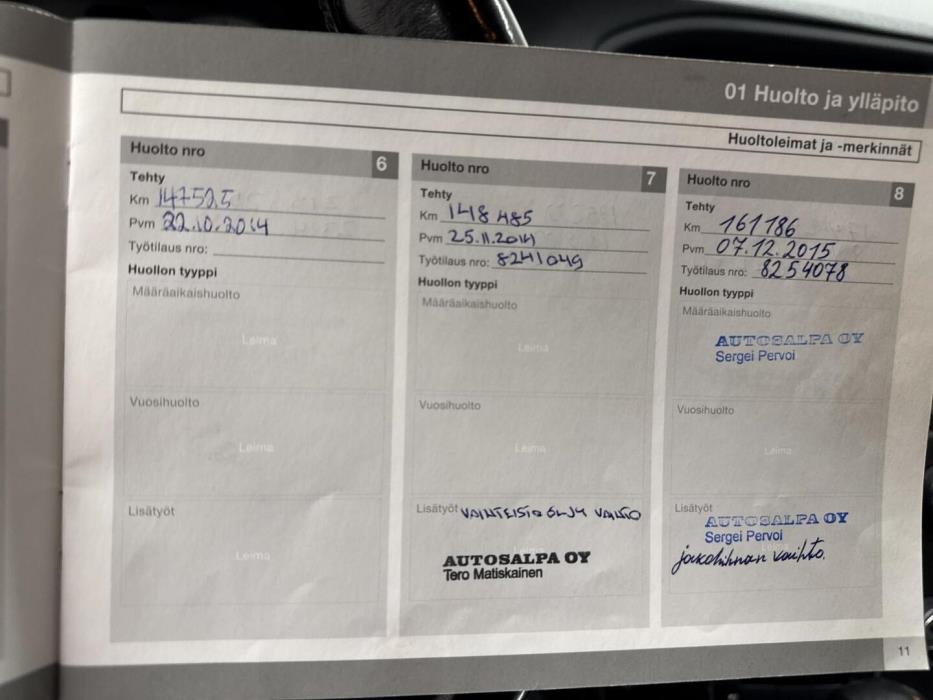 01 Huolto ja ylläpito
Huoltoleimat ja -merkinnät
Huolto nro 6
Tehty
Km 147525
Pvm 22.10.2014
Työtilaus nro:
Huollon tyyppi
Määräaikaishuolto
Leima
Vuosihuolto
Leima
Lisätyöt
Leima
Huolto nro 7
Tehty
Km 148 485
Pvm 25.11.2014
Työtilaus nro: 8241049
Huollon tyyppi
Määräaikaishuolto
Leima
Vuosihuolto
Leima
Lisätyöt VAIHTEISTO ÖLJY VAIHTO
AUTOSALPA OY
Tero Matiskainen
Huolto nro 8
Tehty
Km 161186
Pvm 07.12.2015
Työtilaus nro: 8254078
Huollon tyyppi
Määräaikaishuolto
AUTOSALPA OY
Sergei Pervoi
Vuosihuolto
Leima
Lisätyöt
AUTOSALPA OY
Sergei Pervoi
jakohihnan vaihto.
11